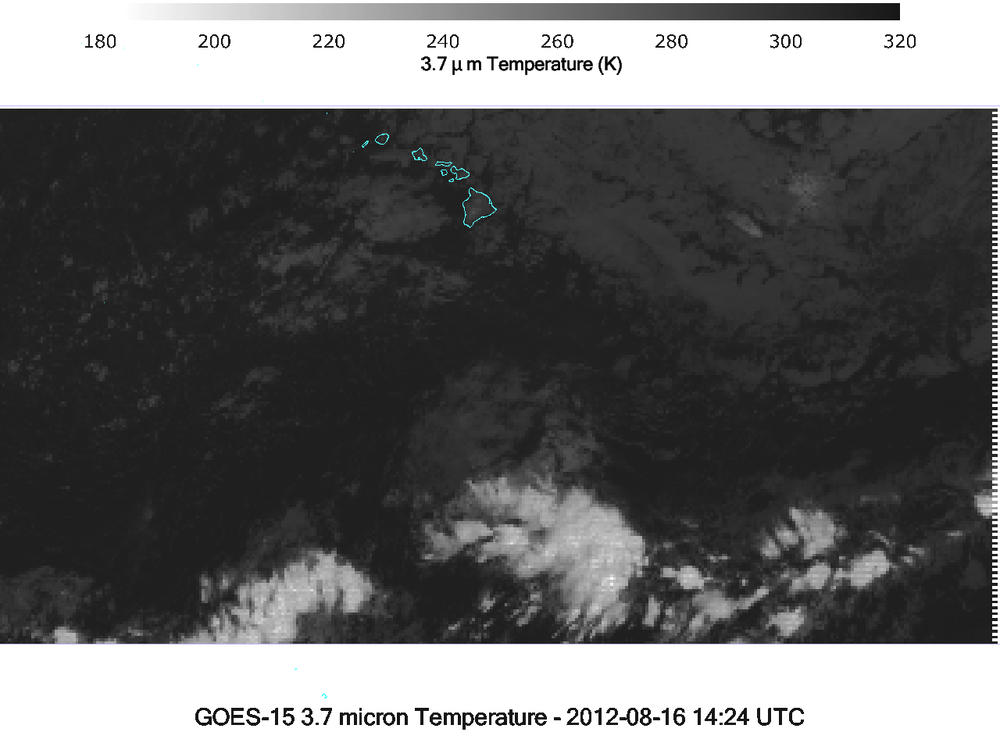 180 200 220 240 260 280 300 320
3.7 μm Temperature (K)
GOES-15 3.7 micron Temperature - 2012-08-16 14:24 UTC